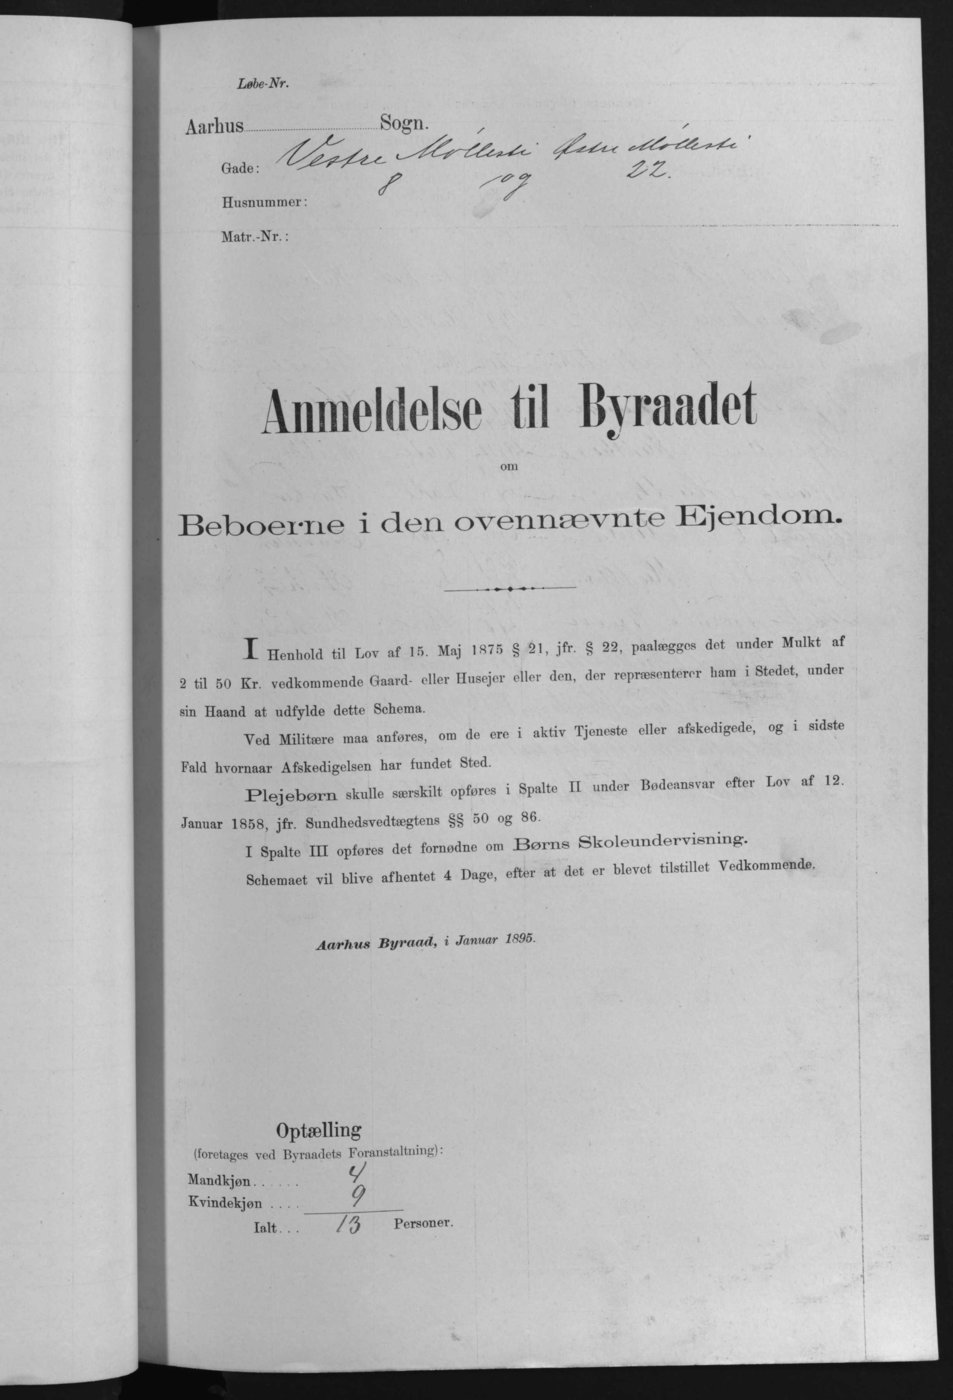 Løbe-Nr.
Aarhus Sogn.
Gade: Vestre Møllesti Østre Møllesti
8 og 22.
Husnummer:
Matr.-Nr.:
Anmeldelse til Byraadet
om
Beboerne i den ovennævnte Ejendom.
I Henhold til Lov af 15. Maj 1875 § 21, jfr. § 22, paalægges det under Mulkt af
2 til 50 Kr. vedkommende Gaard- eller Husejer eller den, der repræsenterer ham i Stedet, under
sin Haand at udfylde dette Schema.
Ved Militære maa anføres, om de ere i aktiv Tjeneste eller afskedigede, og i sidste
Fald hvornaar Afskedigelsen har fundet Sted.
Plejebørn skulle særskilt opføres i Spalte II under Bødeansvar efter Lov af 12.
Januar 1858, jfr. Sundhedsvedtægtens §§ 50 og 86.
I Spalte III opføres det fornødne om Børns Skoleundervisning.
Schemaet vil blive afhentet 4 Dage, efter at det er blevet tilstillet Vedkommende.
Aarhus Byraad, i Januar 1895.
Optælling
(foretages ved Byraadets Foranstaltning):
Mandkjøn...... 4
Kvindekjøn .... 9
Ialt... 13 Personer.